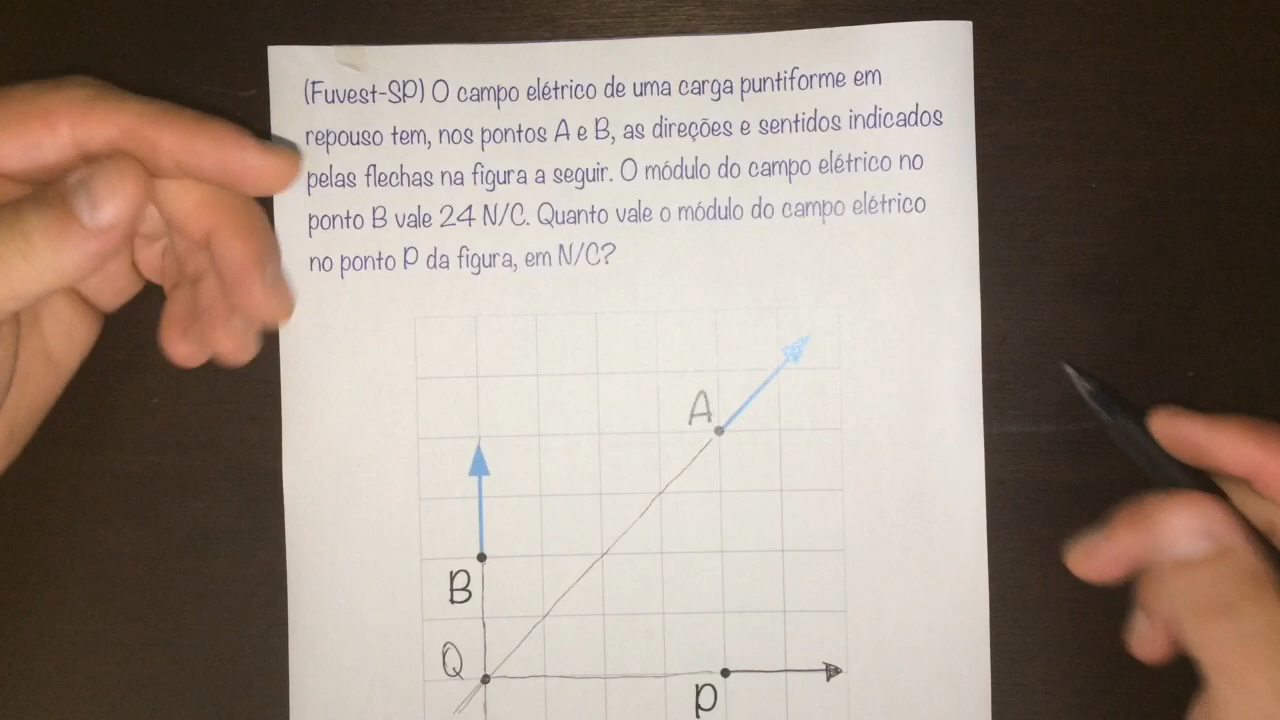 (Fuvest-SP) O campo elétrico de uma carga puntiforme em
repouso tem, nos pontos A e B, as direções e sentidos indicados
pelas flechas na figura a seguir. O módulo do campo elétrico no
ponto B vale 24 N/C. Quanto vale o módulo do campo elétrico
no ponto P da figura, em N/C?
A
B
Q
P